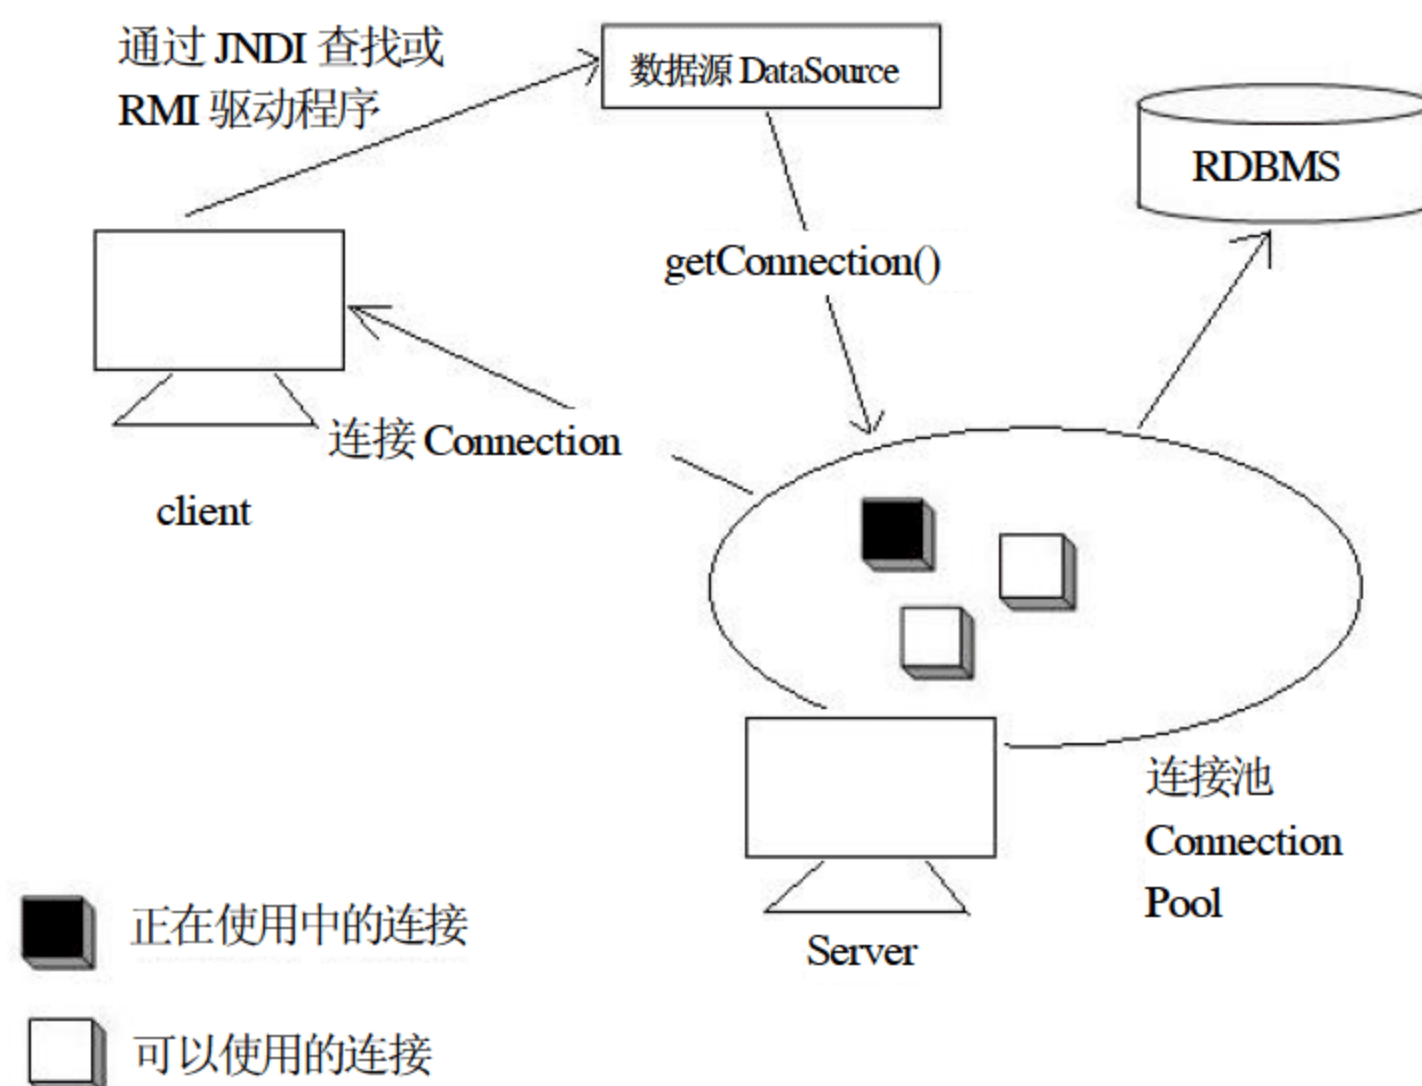 通过 JNDI 查找或
RMI 驱动程序
数据源 DataSource
RDBMS
getConnection()
连接 Connection
client
连接池
Connection
Pool
Server
正在使用中的连接
可以使用的连接